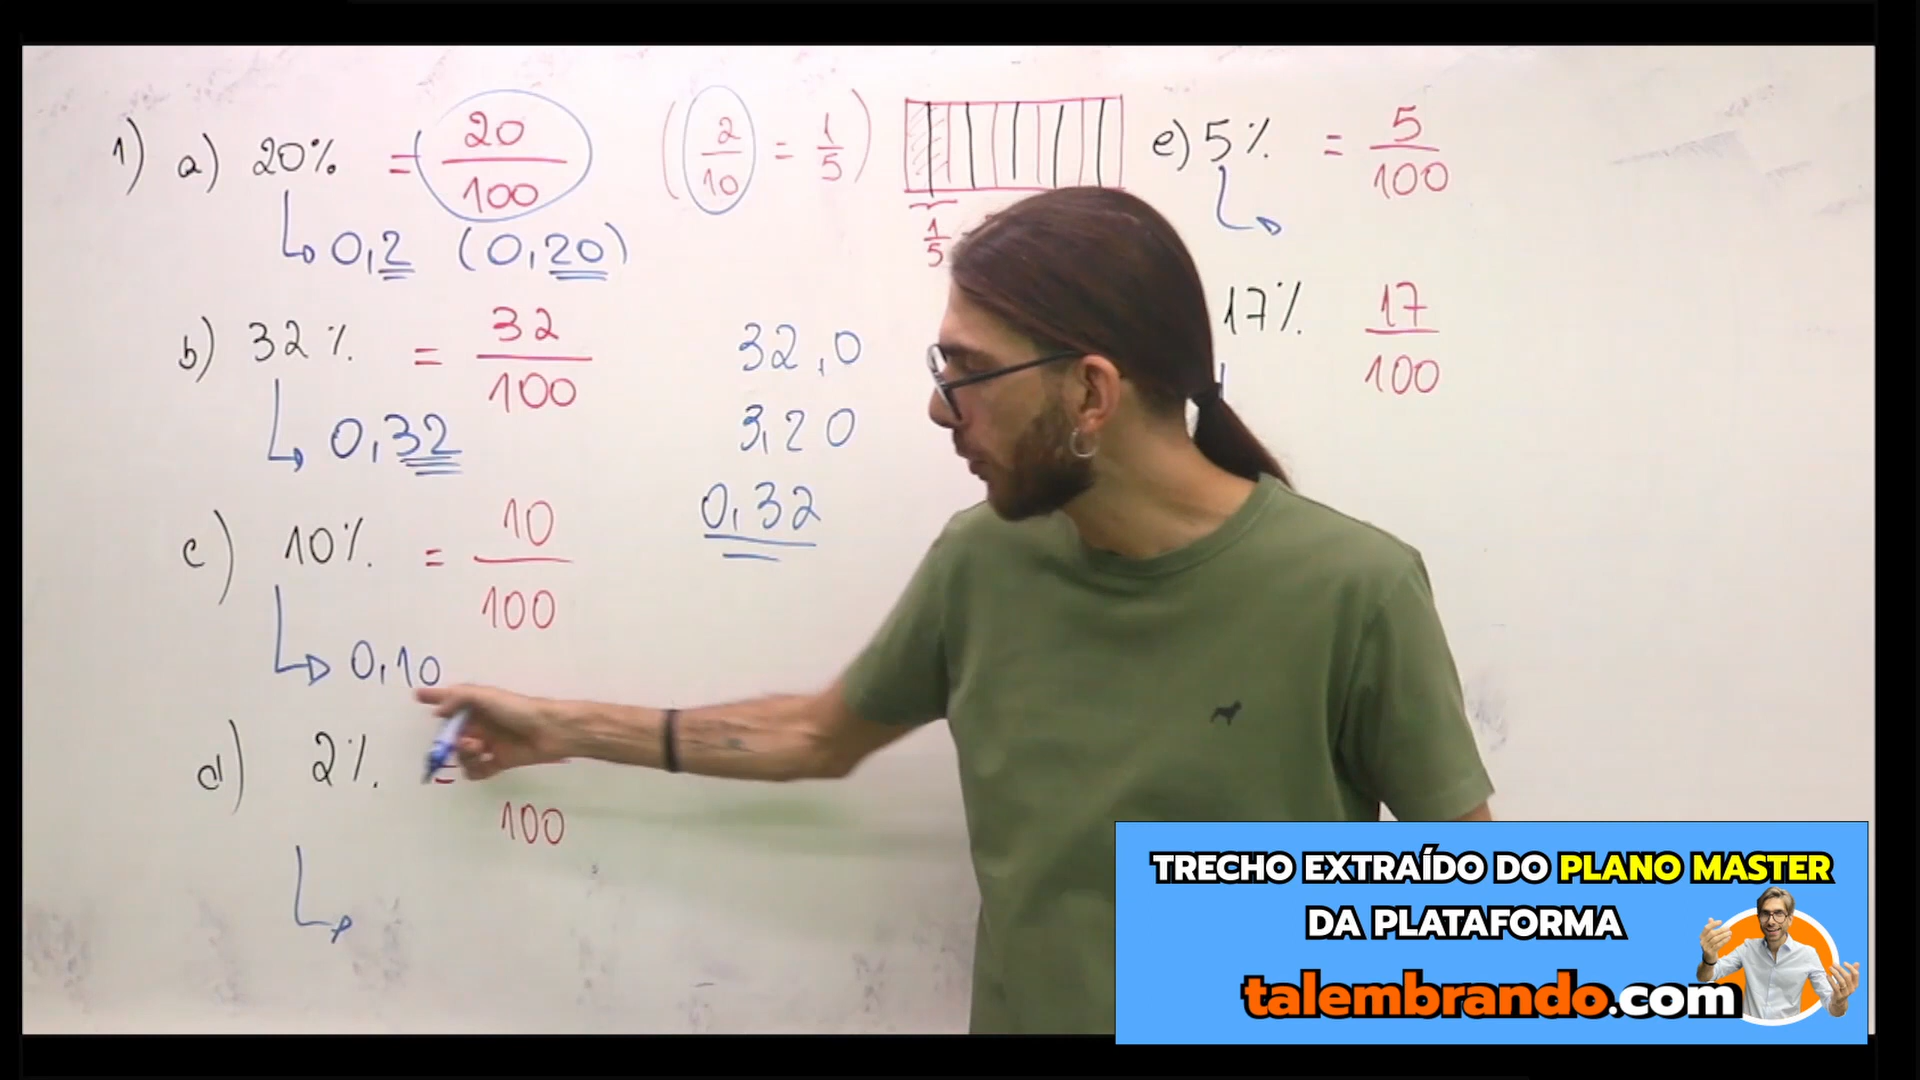 1) a) 20% = 20/100 (2/10 = 1/5)
0,2 (0,20)
1/5
b) 32% = 32/100
0,32
32,0
3,20
0,32
c) 10% = 10/100
0,10
d) 2% = 100
e) 5% = 5/100
17% 17/100
TRECHO EXTRAÍDO DO PLANO MASTER
DA PLATAFORMA
talembrando.com